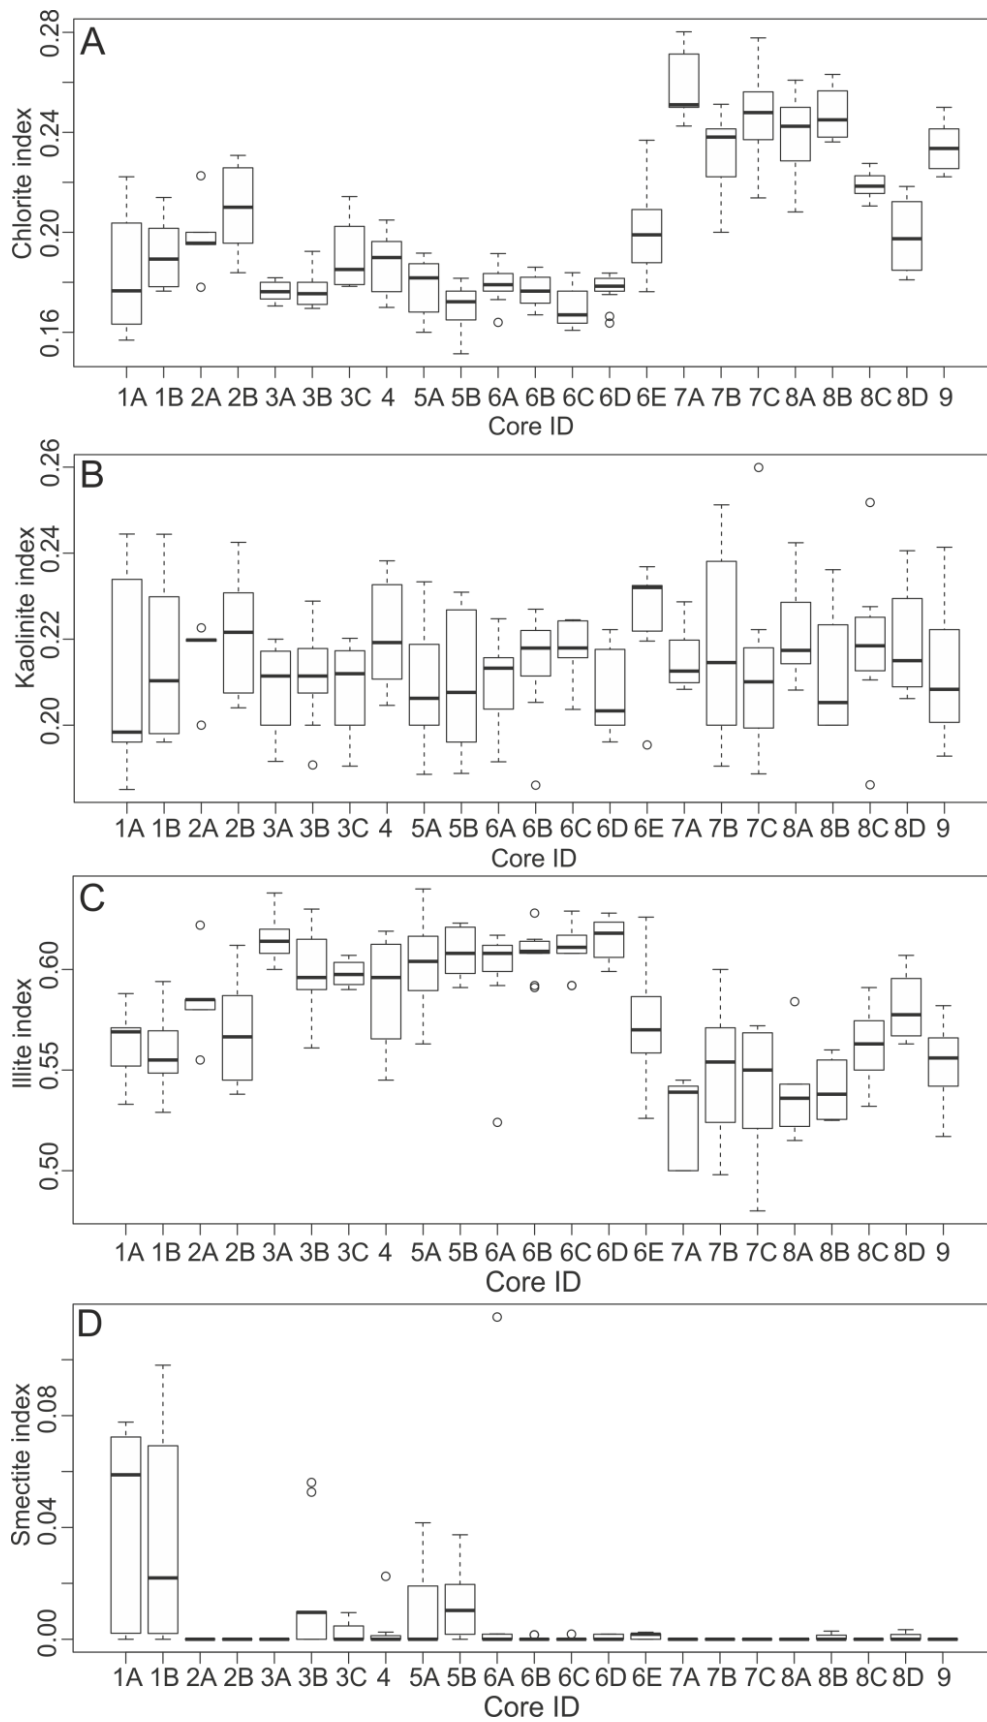 A
Chlorite index
0.28
0.24
0.20
0.16
1A 1B 2A 2B 3A 3B 3C 4 5A 5B 6A 6B 6C 6D 6E 7A 7B 7C 8A 8B 8C 8D 9
Core ID
B
Kaolinite index
0.26
0.24
0.22
0.20
1A 1B 2A 2B 3A 3B 3C 4 5A 5B 6A 6B 6C 6D 6E 7A 7B 7C 8A 8B 8C 8D 9
Core ID
C
Illite index
0.60
0.55
0.50
1A 1B 2A 2B 3A 3B 3C 4 5A 5B 6A 6B 6C 6D 6E 7A 7B 7C 8A 8B 8C 8D 9
Core ID
D
Smectite index
0.08
0.04
0.00
1A 1B 2A 2B 3A 3B 3C 4 5A 5B 6A 6B 6C 6D 6E 7A 7B 7C 8A 8B 8C 8D 9
Core ID